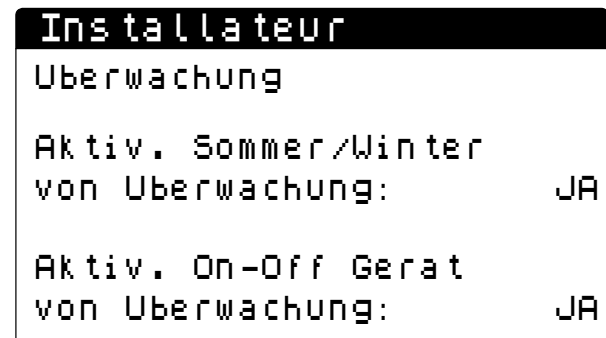 Installateur
Uberwachung
Aktiv. Sommer/Winter
von Uberwachung: JA
Aktiv. On-Off Gerat
von Uberwachung: JA